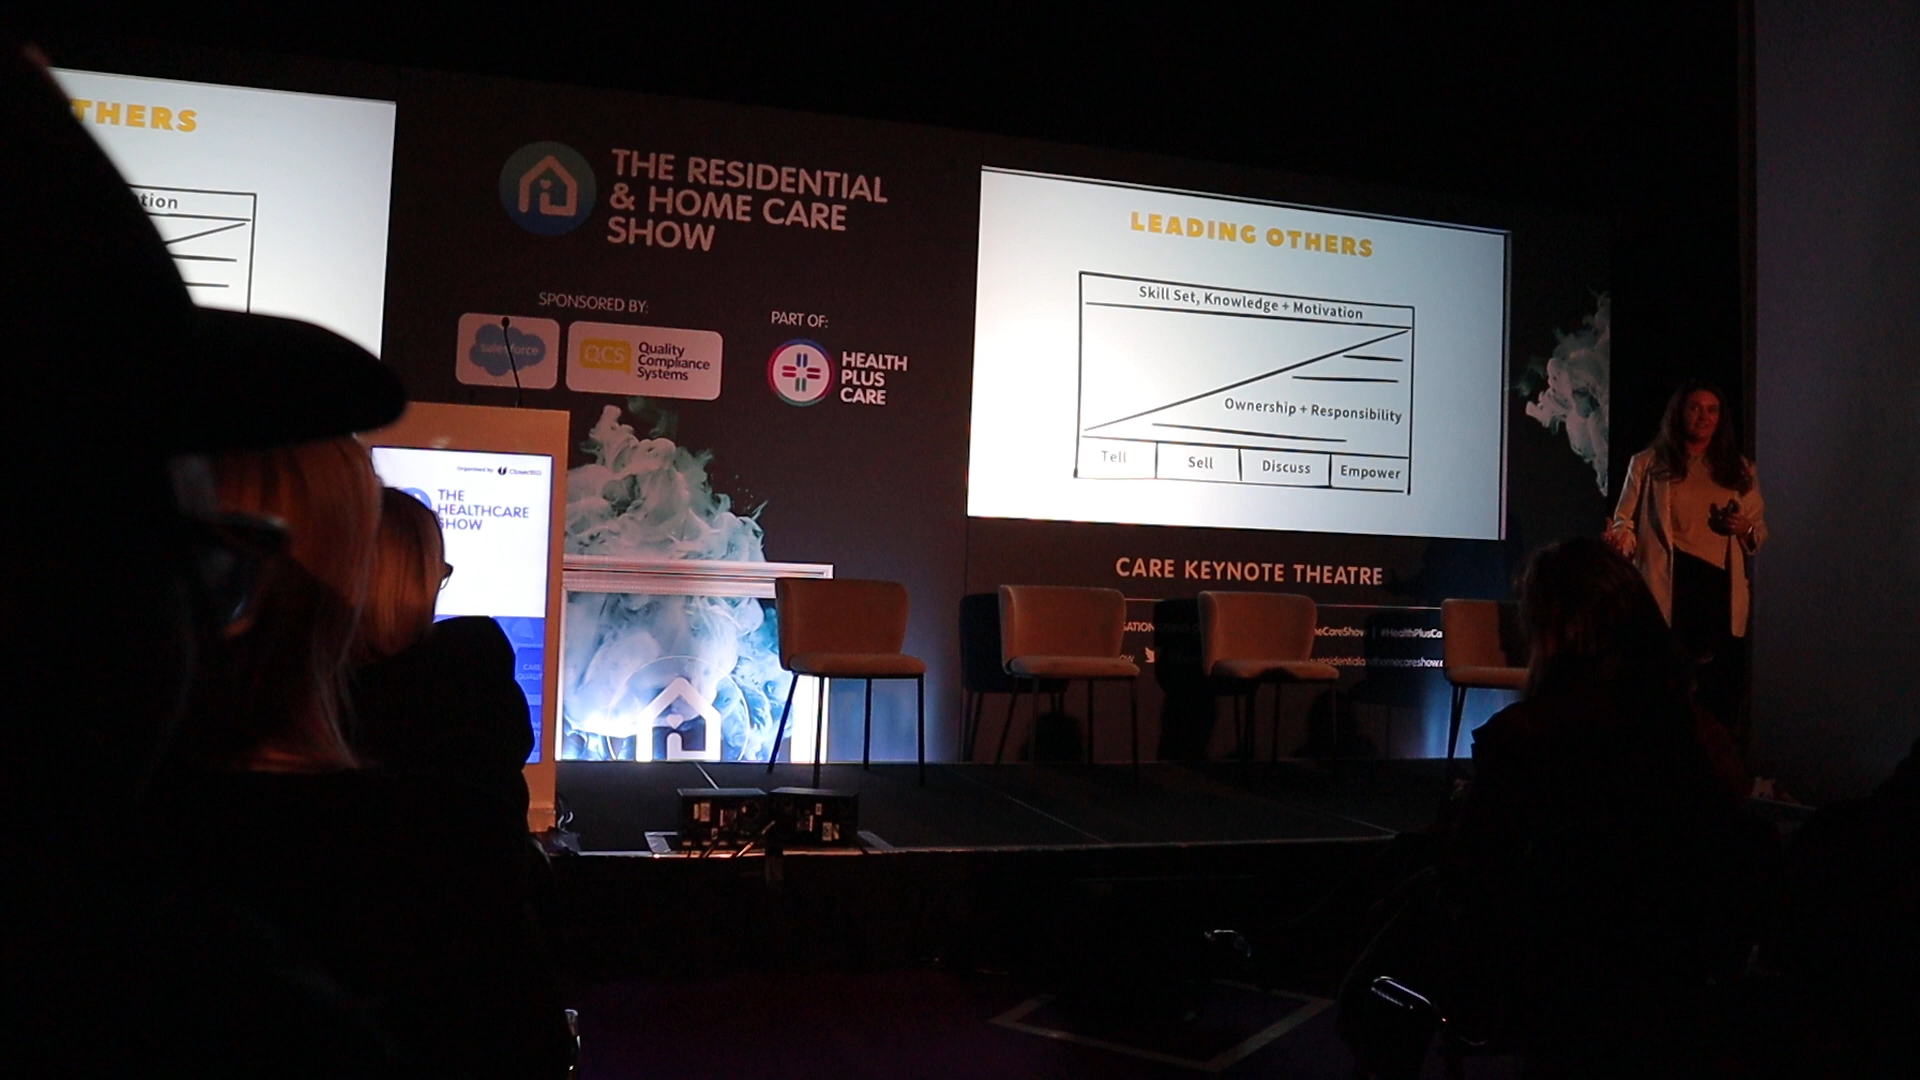 THERS
tion
THE RESIDENTIAL
& HOME CARE
SHOW
SPONSORED BY:
salesforce
QCS
Quality
Compliance
Systems
PART OF:
HEALTH
PLUS
CARE
LEADING OTHERS
Skill Set, Knowledge + Motivation
Ownership + Responsibility
Tell
Sell
Discuss
Empower
Organised by
THE
HEALTHCARE
SHOW
CARE KEYNOTE THEATRE
#HealthPlusCa